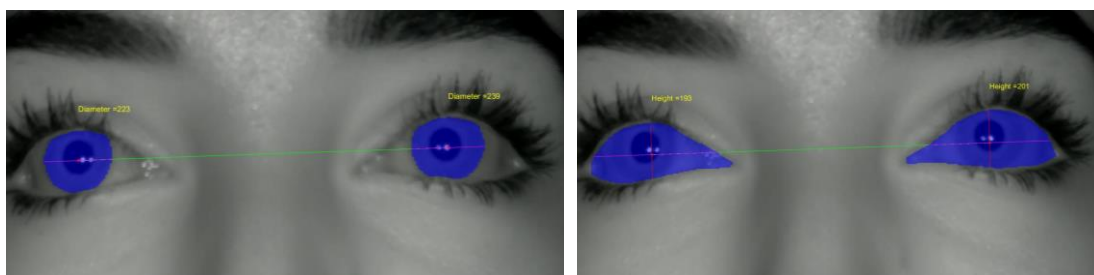 Diameter =223
Diameter =239
Height =193
Height =201